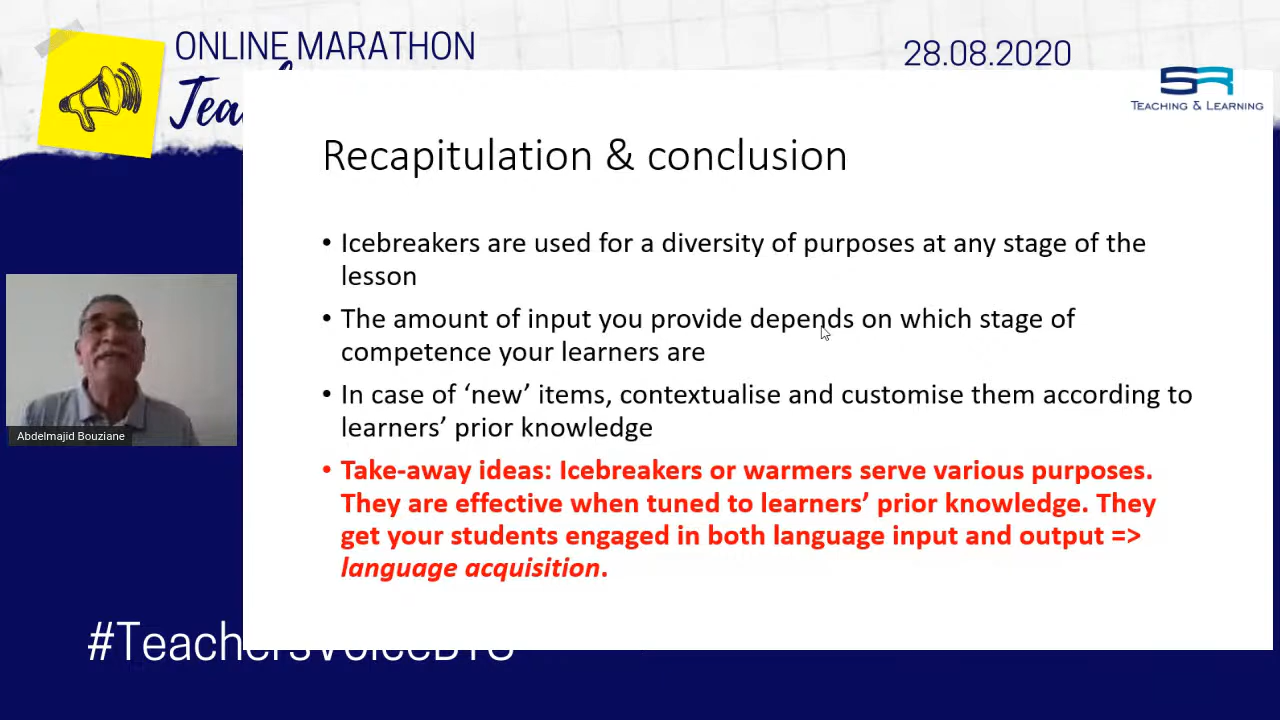 ONLINE MARATHON
28.08.2020
SR
TEACHING & LEARNING
Recapitulation & conclusion
• Icebreakers are used for a diversity of purposes at any stage of the
lesson
• The amount of input you provide depends on which stage of
competence your learners are
• In case of ‘new’ items, contextualise and customise them according to
learners’ prior knowledge
• Take-away ideas: Icebreakers or warmers serve various purposes.
They are effective when tuned to learners’ prior knowledge. They
get your students engaged in both language input and output =>
language acquisition.
Abdelmajid Bouziane